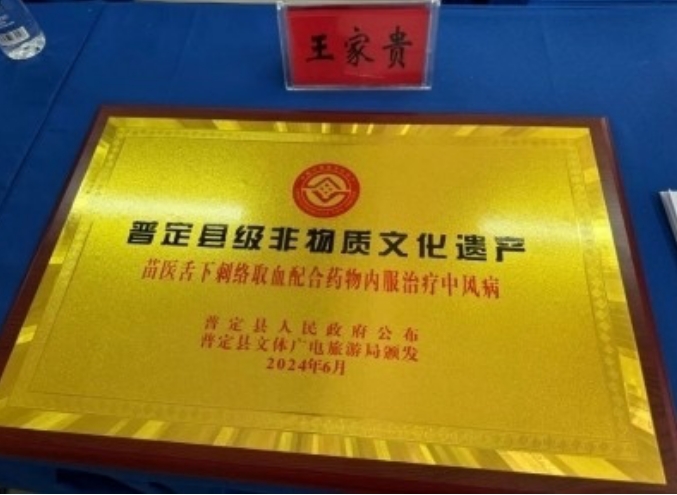 王家贵
普定县级非物质文化遗产
苗医舌下刺络取血配合药物内服治疗中风病
普定县人民政府公布
普定县文体广电旅游局颁发
2024年6月